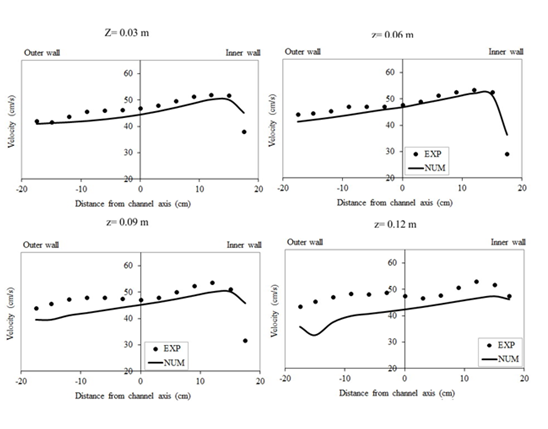 Z= 0.03 m
Outer wall Inner wall
60
50
40
30
20
-20 -10 0 10 20
Velocity (cm/s)
Distance from channel axis (cm)
z= 0.06 m
Outer wall Inner wall
60
50
40
30
20
-20 -10 0 10 20
Velocity (cm/s)
EXP
NUM
Distance from channel axis (cm)
z= 0.09 m
Outer wall Inner wall
60
50
40
30
20
-20 -10 0 10 20
Velocity (cm/s)
EXP
NUM
Distance from channel axis (cm)
z= 0.12 m
Outer wall Inner wall
60
50
40
30
20
-20 -10 0 10 20
Velocity (cm/s)
EXP
NUM
Distance from channel axis (cm)